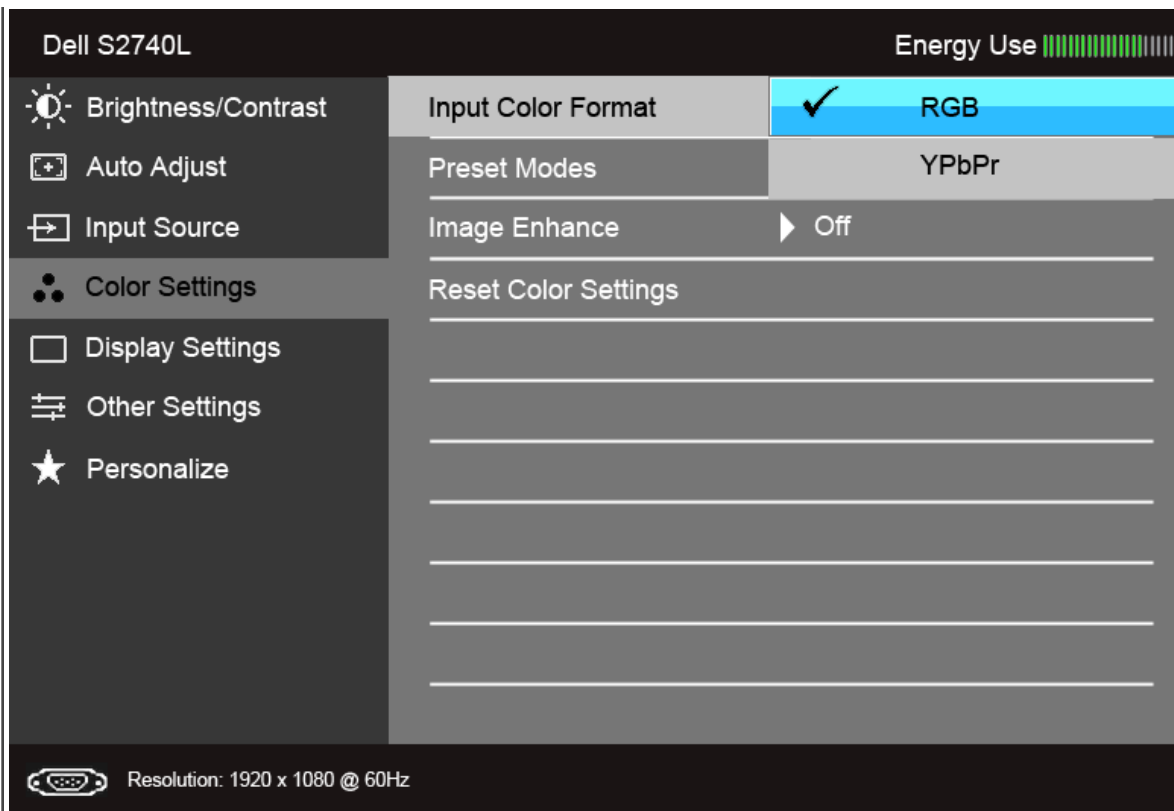 Dell S2740L
Energy Use
Brightness/Contrast
Auto Adjust
Input Source
Color Settings
Display Settings
Other Settings
Personalize
Input Color Format
RGB
YPbPr
Preset Modes
Image Enhance
Off
Reset Color Settings
Resolution: 1920 x 1080 @ 60Hz